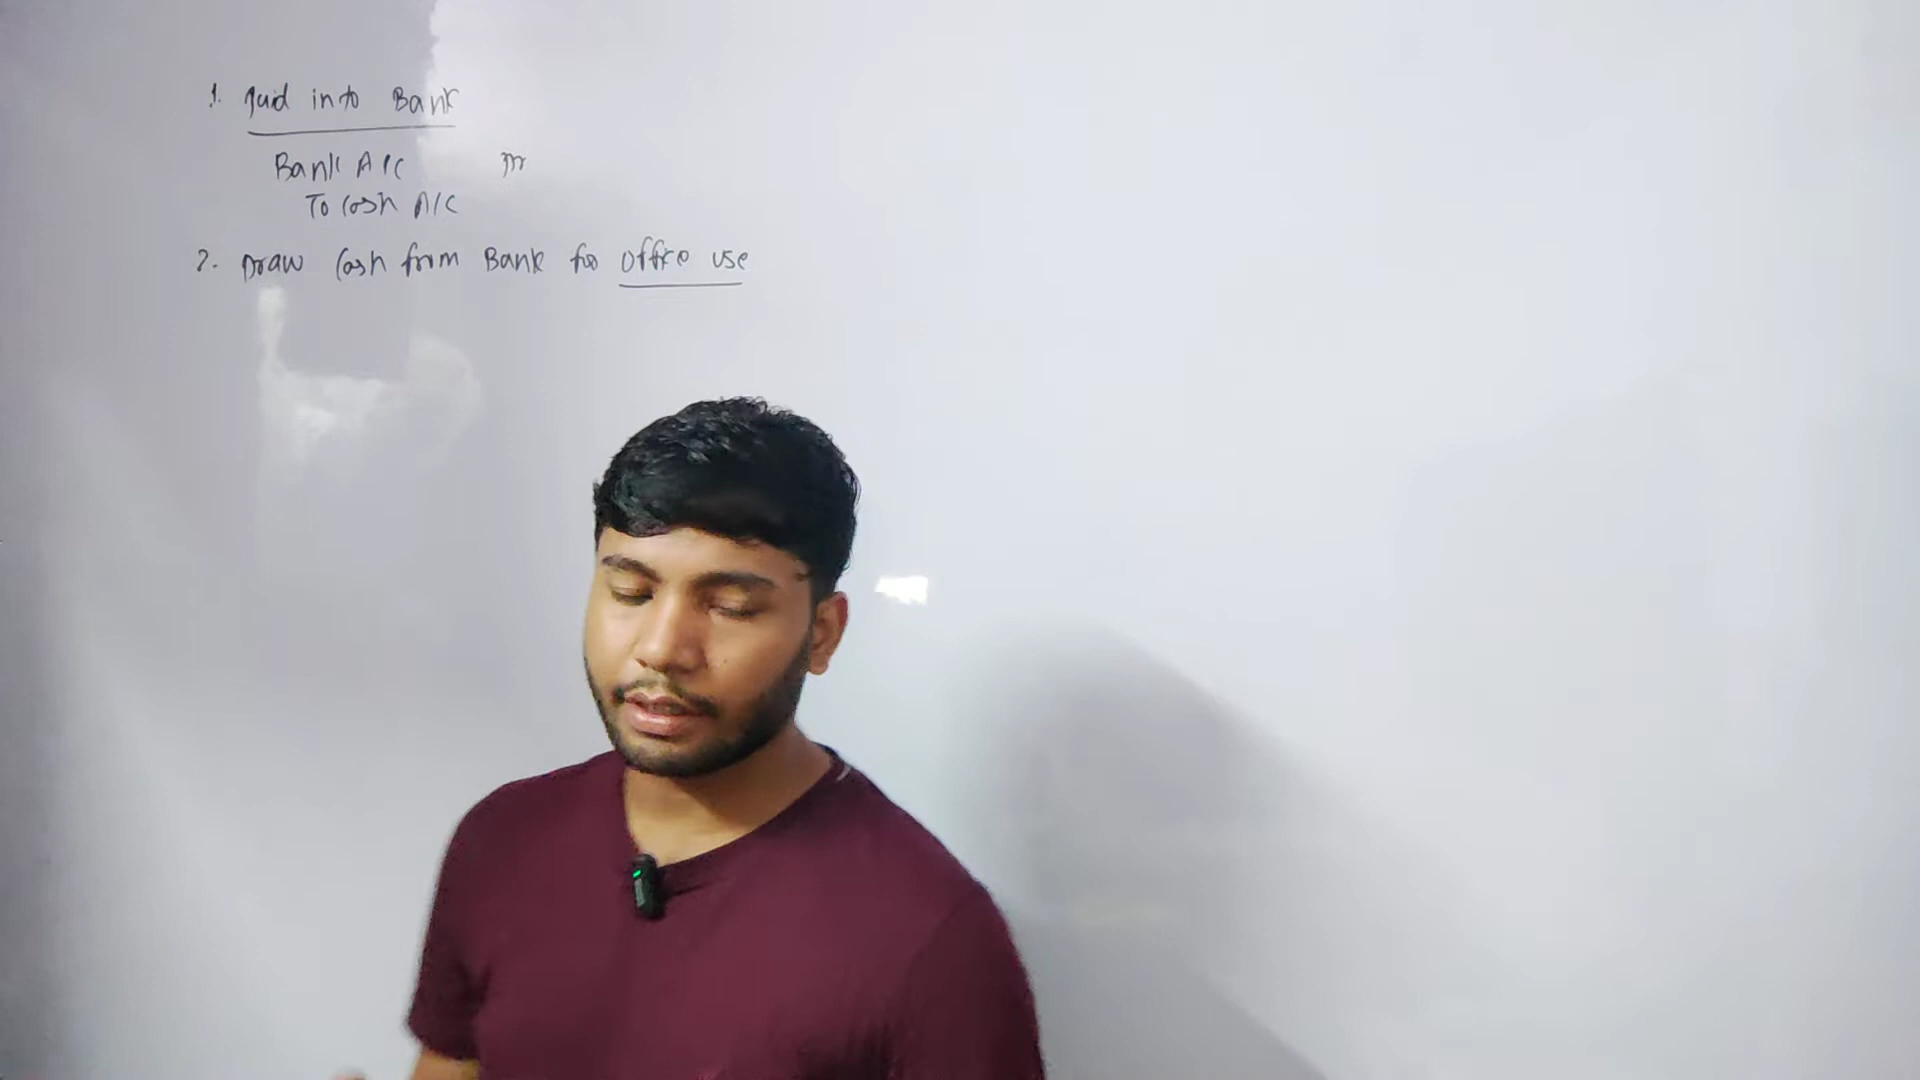 1. Paid into Bank
Bank A/C Dr
To Cash A/C
2. Draw Cash from Bank for office use